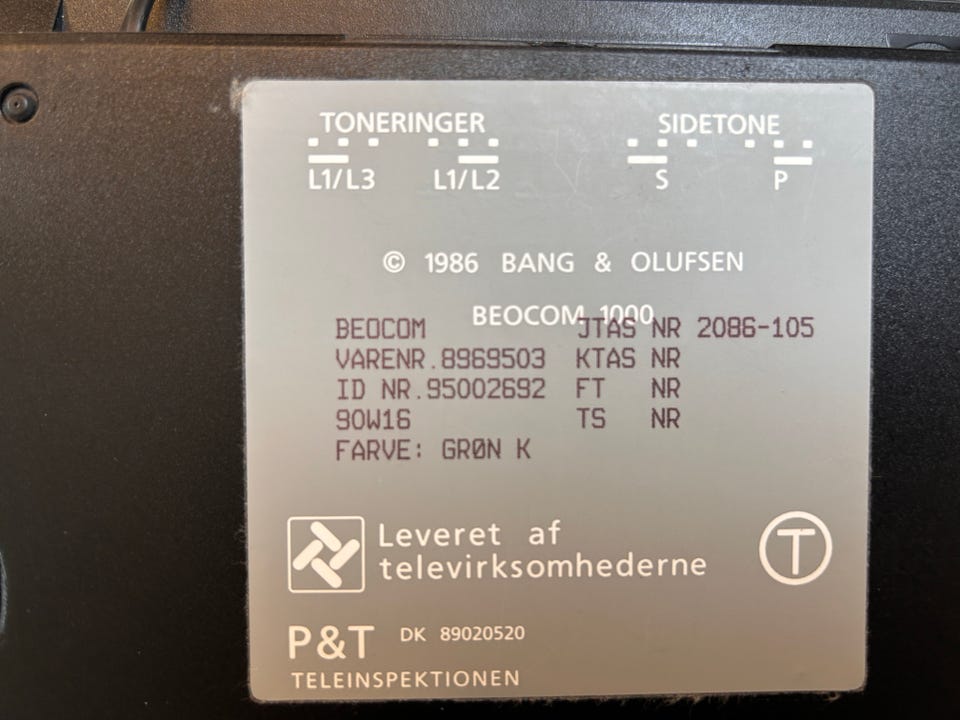 TONERINGER SIDETONE
L1/L3 L1/L2 S P
© 1986 BANG & OLUFSEN
BEOCOM 1000
BEOCOM JTAS NR 2086-105
VARENR.8969503 KTAS NR
ID NR.95002692 FT NR
90W16 TS NR
FARVE: GRØN K
Leveret af
televirksomhederne
T
P&T DK 89020520
TELEINSPEKTIONEN